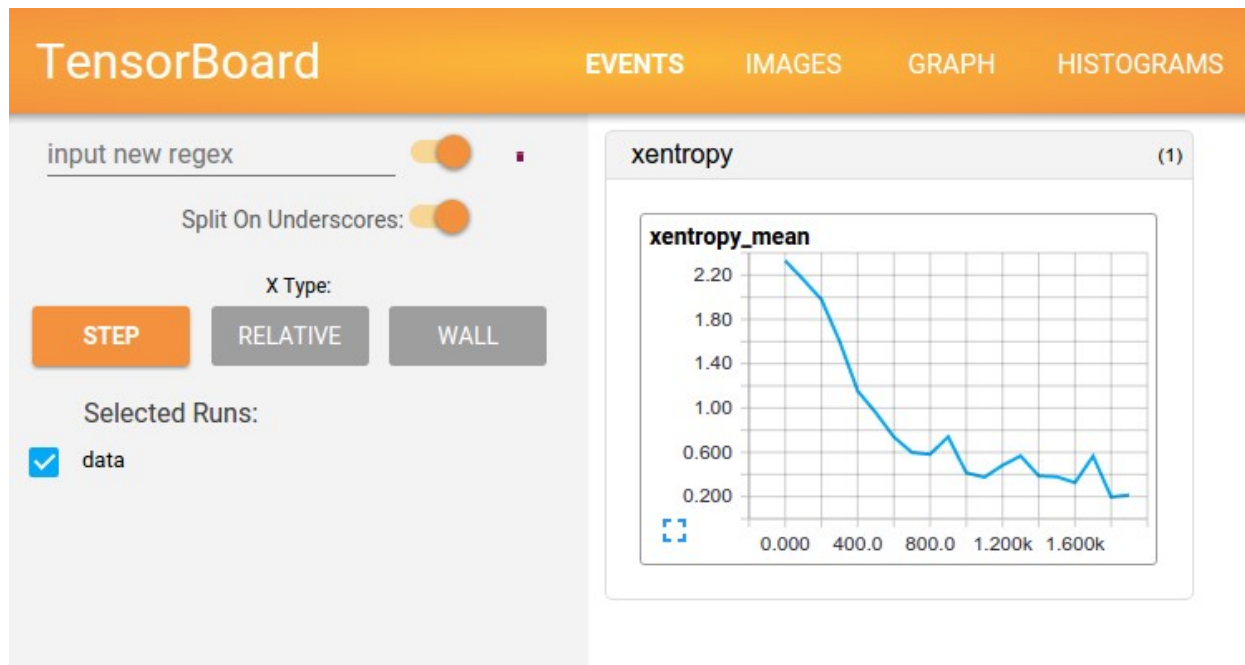 TensorBoard
EVENTS IMAGES GRAPH HISTOGRAMS
input new regex
Split On Underscores:
X Type:
STEP RELATIVE WALL
Selected Runs:
data
xentropy (1)
xentropy_mean
2.20
1.80
1.40
1.00
0.600
0.200
0.000 400.0 800.0 1.200k 1.600k